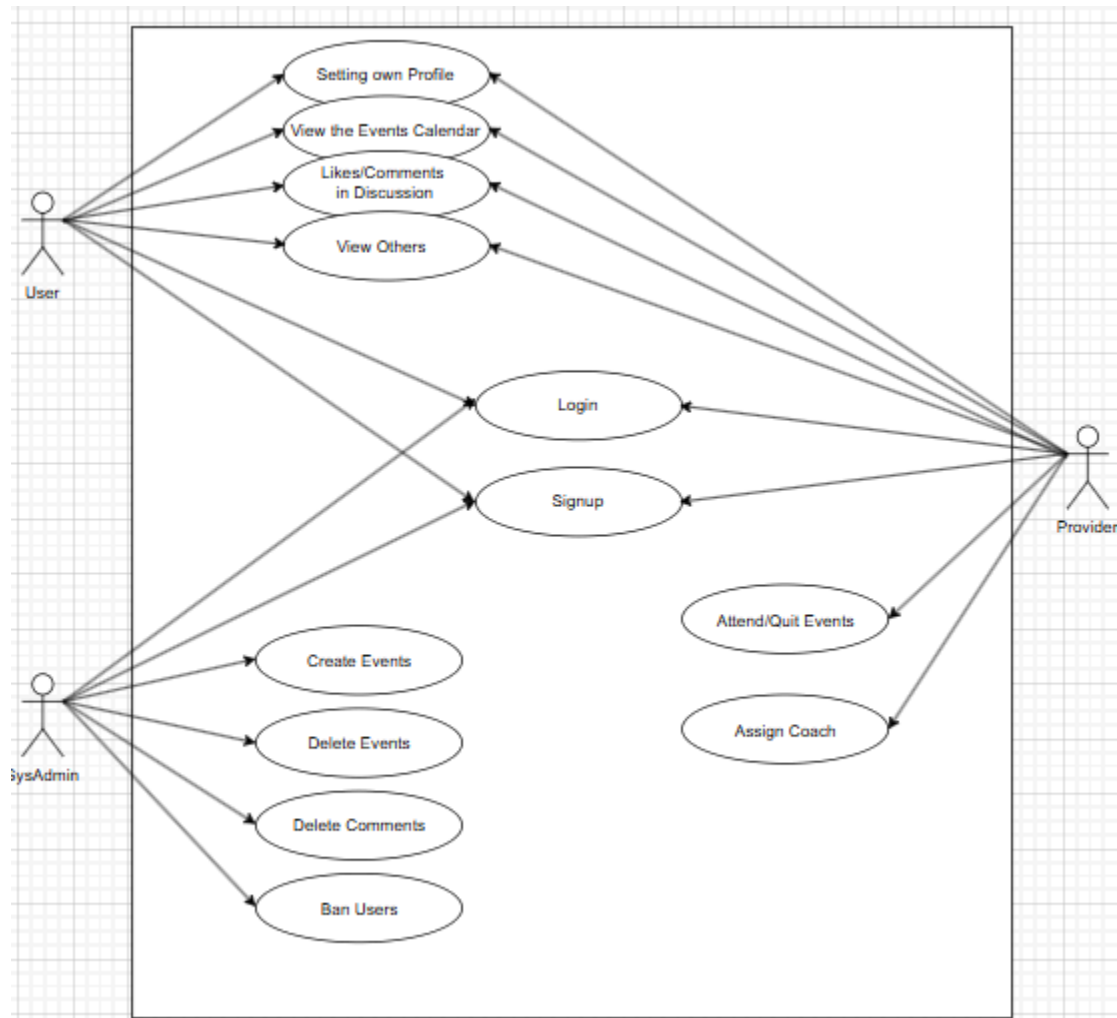 Setting own Profile
View the Events Calendar
Likes/Comments
in Discussion
View Others
User
Login
Signup
Provider
Attend/Quit Events
Create Events
SysAdmin
Delete Events
Assign Coach
Delete Comments
Ban Users